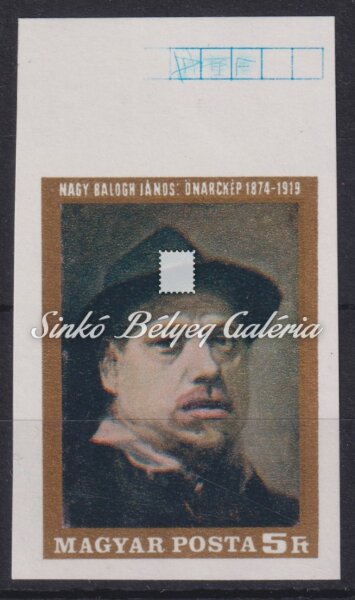 NAGY BALOGH JÁNOS: ÖNARCKÉP 1874-1919
Sinkó Bélyeg Galéria
MAGYAR POSTA 5 Ft